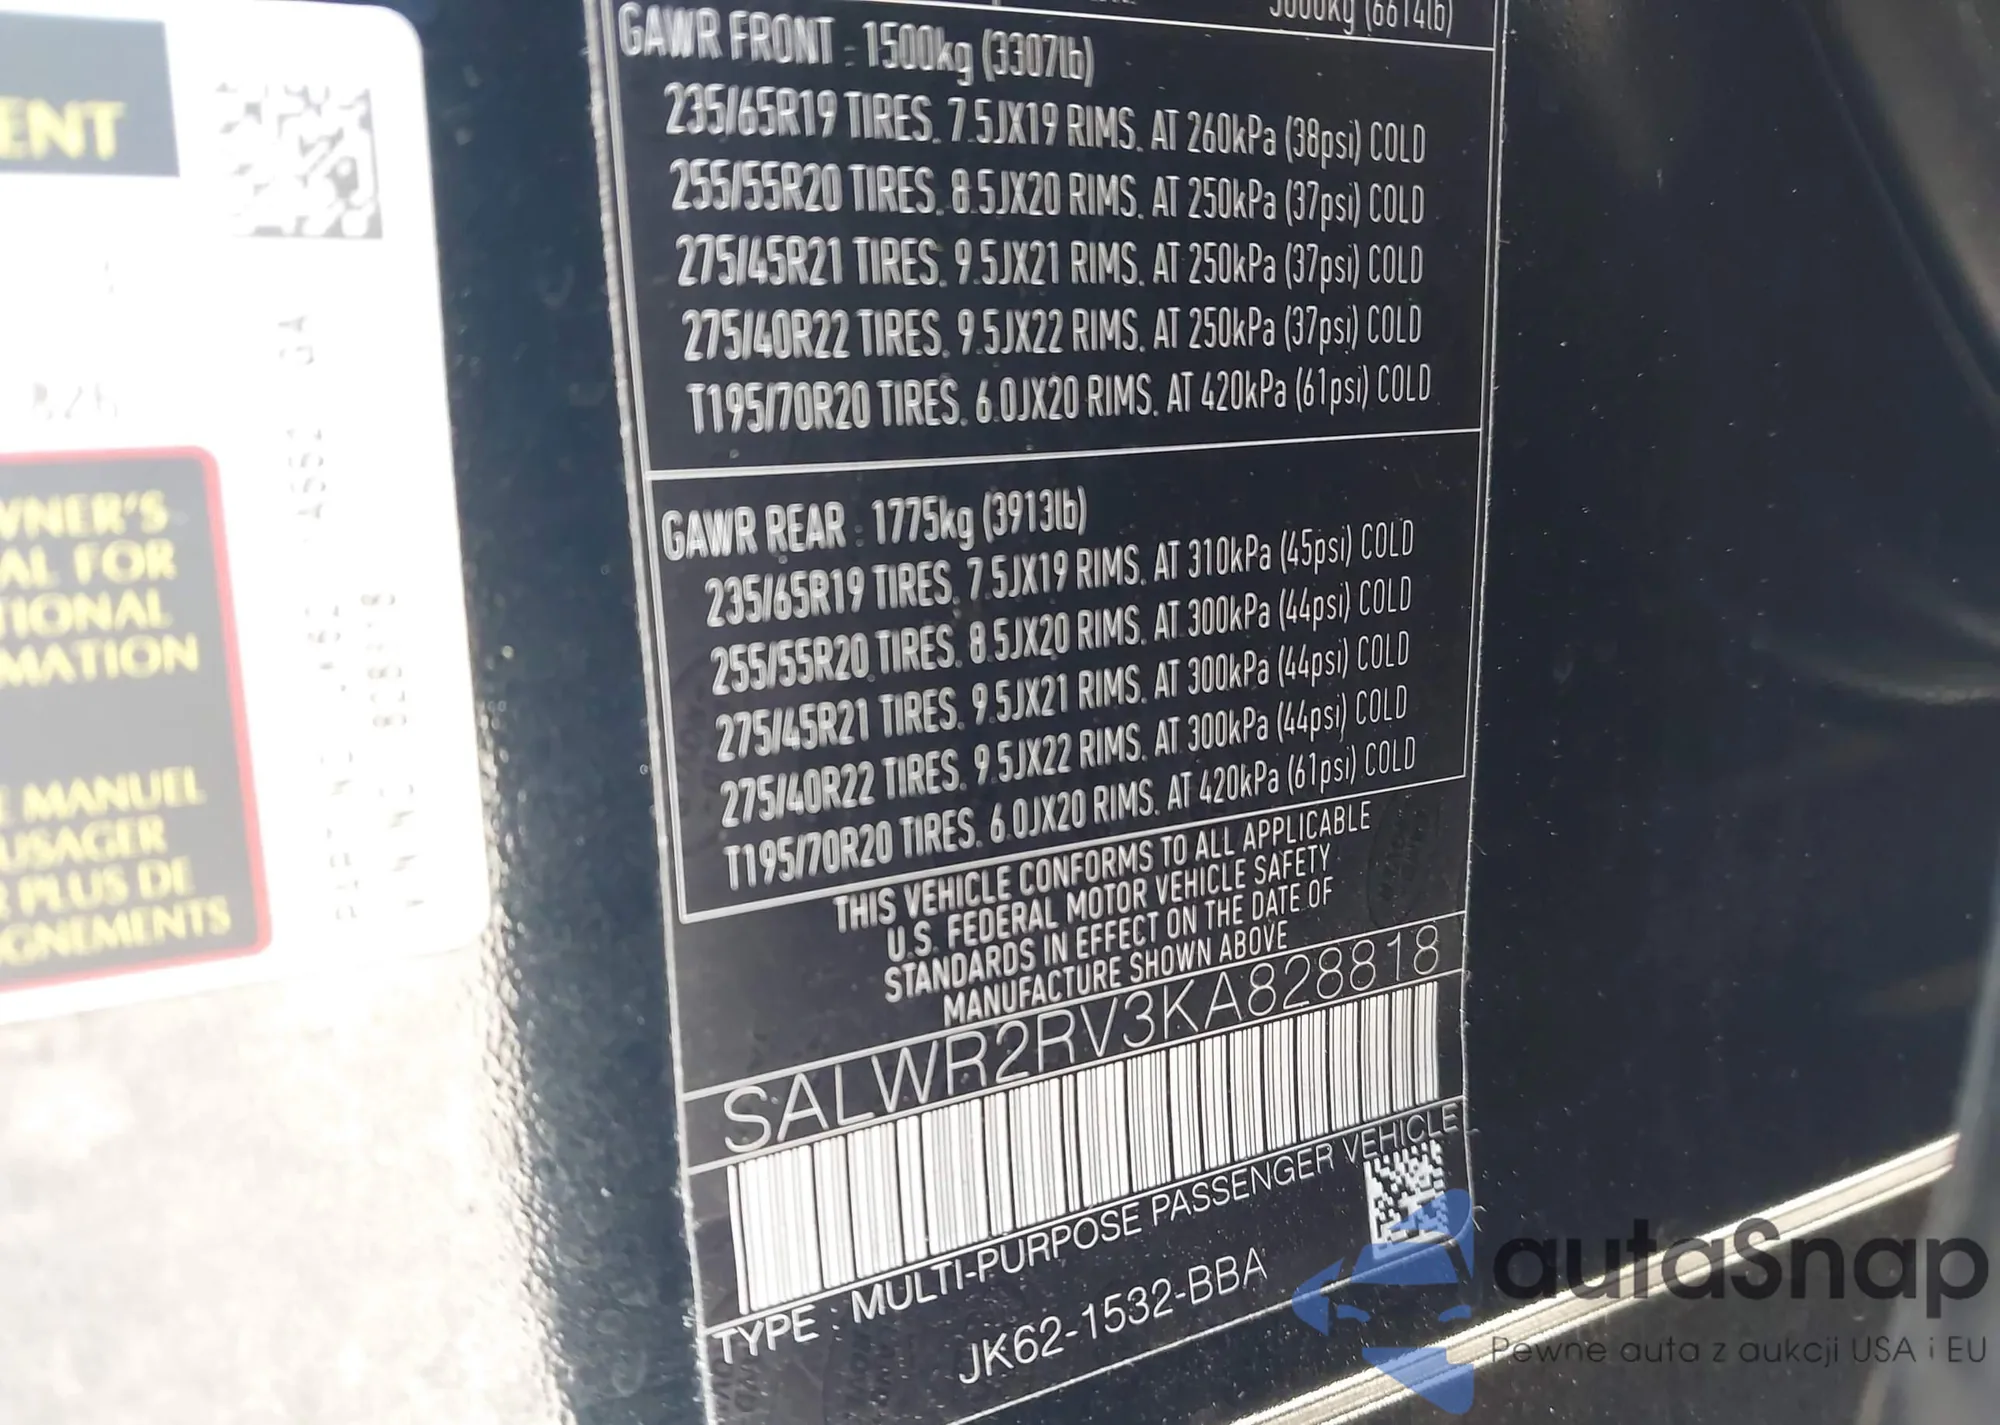 3000kg (6614lb)
GAWR FRONT : 1500kg (3307lb)
235/65R19 TIRES, 7.5JX19 RIMS, AT 260kPa (38psi) COLD
255/55R20 TIRES, 8.5JX20 RIMS, AT 250kPa (37psi) COLD
275/45R21 TIRES, 9.5JX21 RIMS, AT 250kPa (37psi) COLD
275/40R22 TIRES, 9.5JX22 RIMS, AT 250kPa (37psi) COLD
T195/70R20 TIRES, 6.0JX20 RIMS, AT 420kPa (61psi) COLD
GAWR REAR : 1775kg (3913lb)
235/65R19 TIRES, 7.5JX19 RIMS, AT 310kPa (45psi) COLD
255/55R20 TIRES, 8.5JX20 RIMS, AT 300kPa (44psi) COLD
275/45R21 TIRES, 9.5JX21 RIMS, AT 300kPa (44psi) COLD
275/40R22 TIRES, 9.5JX22 RIMS, AT 300kPa (44psi) COLD
T195/70R20 TIRES, 6.0JX20 RIMS, AT 420kPa (61psi) COLD
THIS VEHICLE CONFORMS TO ALL APPLICABLE
U.S. FEDERAL MOTOR VEHICLE SAFETY
STANDARDS IN EFFECT ON THE DATE OF
MANUFACTURE SHOWN ABOVE
SALWR2RV3KA828818
TYPE : MULTI-PURPOSE PASSENGER VEHICLE
JK62-1532-BBA
ENT
WNER'S
AL FOR
TIONAL
MATION
E MANUEL
USAGER
R PLUS DE
GNEMENTS
autaSnap
Pewne auta z aukcji USA i EU